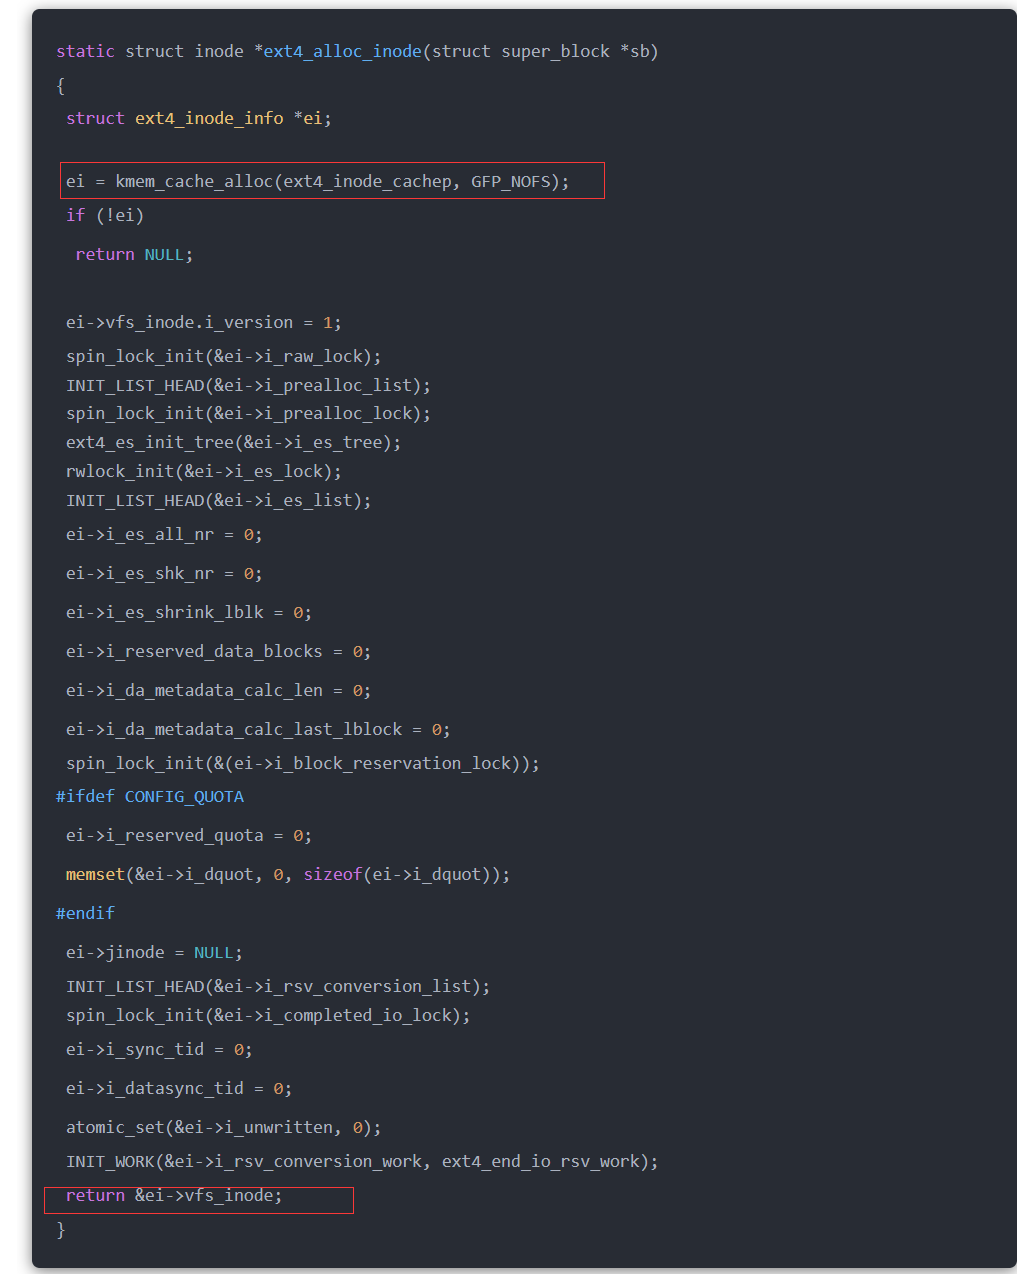 static struct inode *ext4_alloc_inode(struct super_block *sb)
{
struct ext4_inode_info *ei;
ei = kmem_cache_alloc(ext4_inode_cachep, GFP_NOFS);
if (!ei)
return NULL;
ei->vfs_inode.i_version = 1;
spin_lock_init(&ei->i_raw_lock);
INIT_LIST_HEAD(&ei->i_prealloc_list);
spin_lock_init(&ei->i_prealloc_lock);
ext4_es_init_tree(&ei->i_es_tree);
rwlock_init(&ei->i_es_lock);
INIT_LIST_HEAD(&ei->i_es_list);
ei->i_es_all_nr = 0;
ei->i_es_shk_nr = 0;
ei->i_es_shrink_lblk = 0;
ei->i_reserved_data_blocks = 0;
ei->i_da_metadata_calc_len = 0;
ei->i_da_metadata_calc_last_lblock = 0;
spin_lock_init(&(ei->i_block_reservation_lock));
#ifdef CONFIG_QUOTA
ei->i_reserved_quota = 0;
memset(&ei->i_dquot, 0, sizeof(ei->i_dquot));
#endif
ei->jinode = NULL;
INIT_LIST_HEAD(&ei->i_rsv_conversion_list);
spin_lock_init(&ei->i_completed_io_lock);
ei->i_sync_tid = 0;
ei->i_datasync_tid = 0;
atomic_set(&ei->i_unwritten, 0);
INIT_WORK(&ei->i_rsv_conversion_work, ext4_end_io_rsv_work);
return &ei->vfs_inode;
}